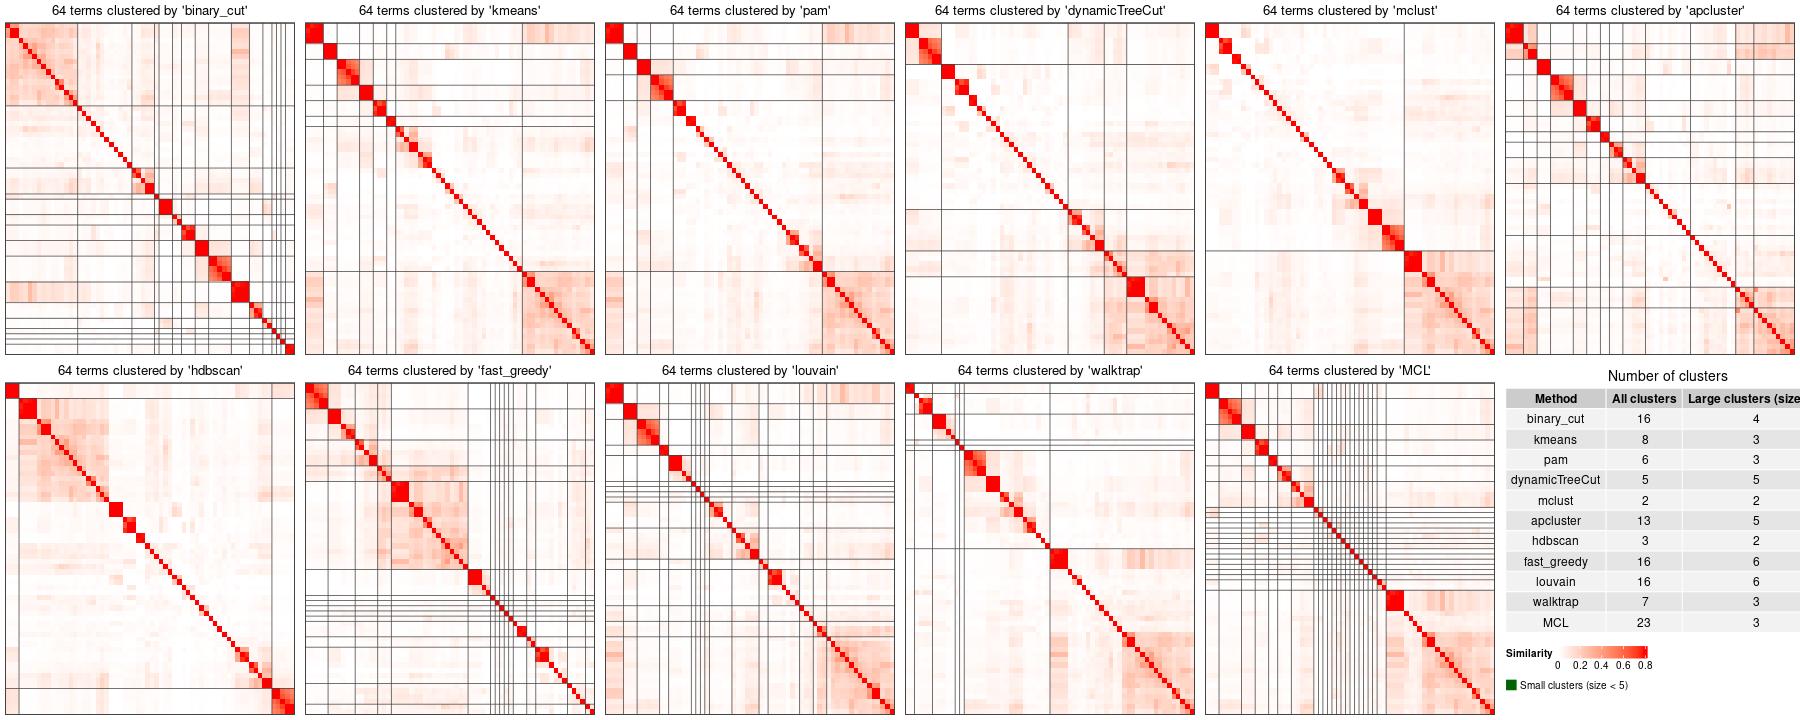 64 terms clustered by 'binary_cut'
64 terms clustered by 'kmeans'
64 terms clustered by 'pam'
64 terms clustered by 'dynamicTreeCut'
64 terms clustered by 'mclust'
64 terms clustered by 'apcluster'
64 terms clustered by 'hdbscan'
64 terms clustered by 'fast_greedy'
64 terms clustered by 'louvain'
64 terms clustered by 'walktrap'
64 terms clustered by 'MCL'
Number of clusters
Method All clusters Large clusters (size
binary_cut 16 4
kmeans 8 3
pam 6 3
dynamicTreeCut 5 5
mclust 2 2
apcluster 13 5
hdbscan 3 2
fast_greedy 16 6
louvain 16 6
walktrap 7 3
MCL 23 3
Similarity
0 0.2 0.4 0.6 0.8
Small clusters (size < 5)